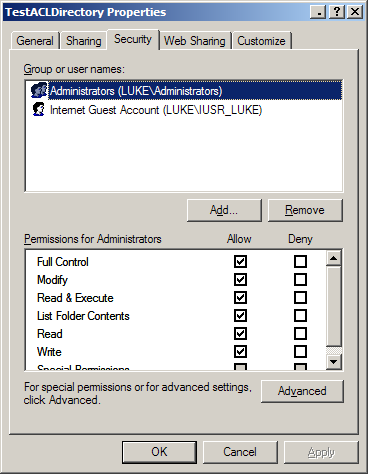 TestACLDirectory Properties
General Sharing Security Web Sharing Customize
Group or user names:
Administrators (LUKE\Administrators)
Internet Guest Account (LUKE\IUSR_LUKE)
Add... Remove
Permissions for Administrators Allow Deny
Full Control
Modify
Read & Execute
List Folder Contents
Read
Write
Special Permissions
For special permissions or for advanced settings,
click Advanced.
Advanced
OK Cancel Apply